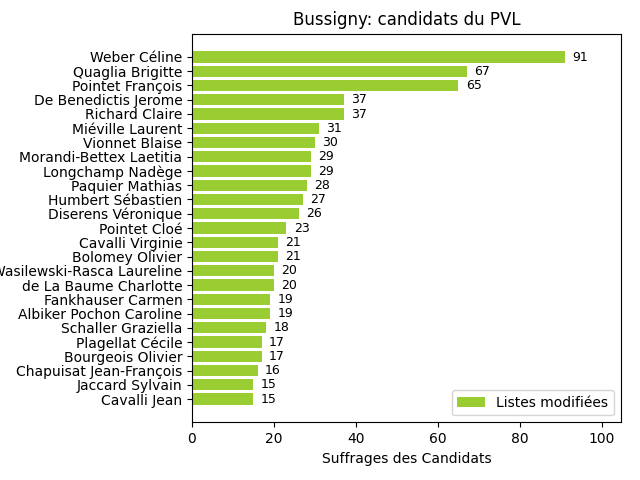 Bussigny: candidats du PVL
Weber Céline 91
Quaglia Brigitte 67
Pointet François 65
De Benedictis Jerome 37
Richard Claire 37
Miéville Laurent 31
Vionnet Blaise 30
Morandi-Bettex Laetitia 29
Longchamp Nadège 29
Paquier Mathias 28
Humbert Sébastien 27
Diserens Véronique 26
Pointet Cloé 23
Cavalli Virginie 21
Bolomey Olivier 21
Wasilewski-Rasca Laureline 20
de La Baume Charlotte 20
Fankhauser Carmen 19
Albiker Pochon Caroline 19
Schaller Graziella 18
Plagellat Cécile 17
Bourgeois Olivier 17
Chapuisat Jean-François 16
Jaccard Sylvain 15
Cavalli Jean 15
Listes modifiées
0 20 40 60 80 100
Suffrages des Candidats